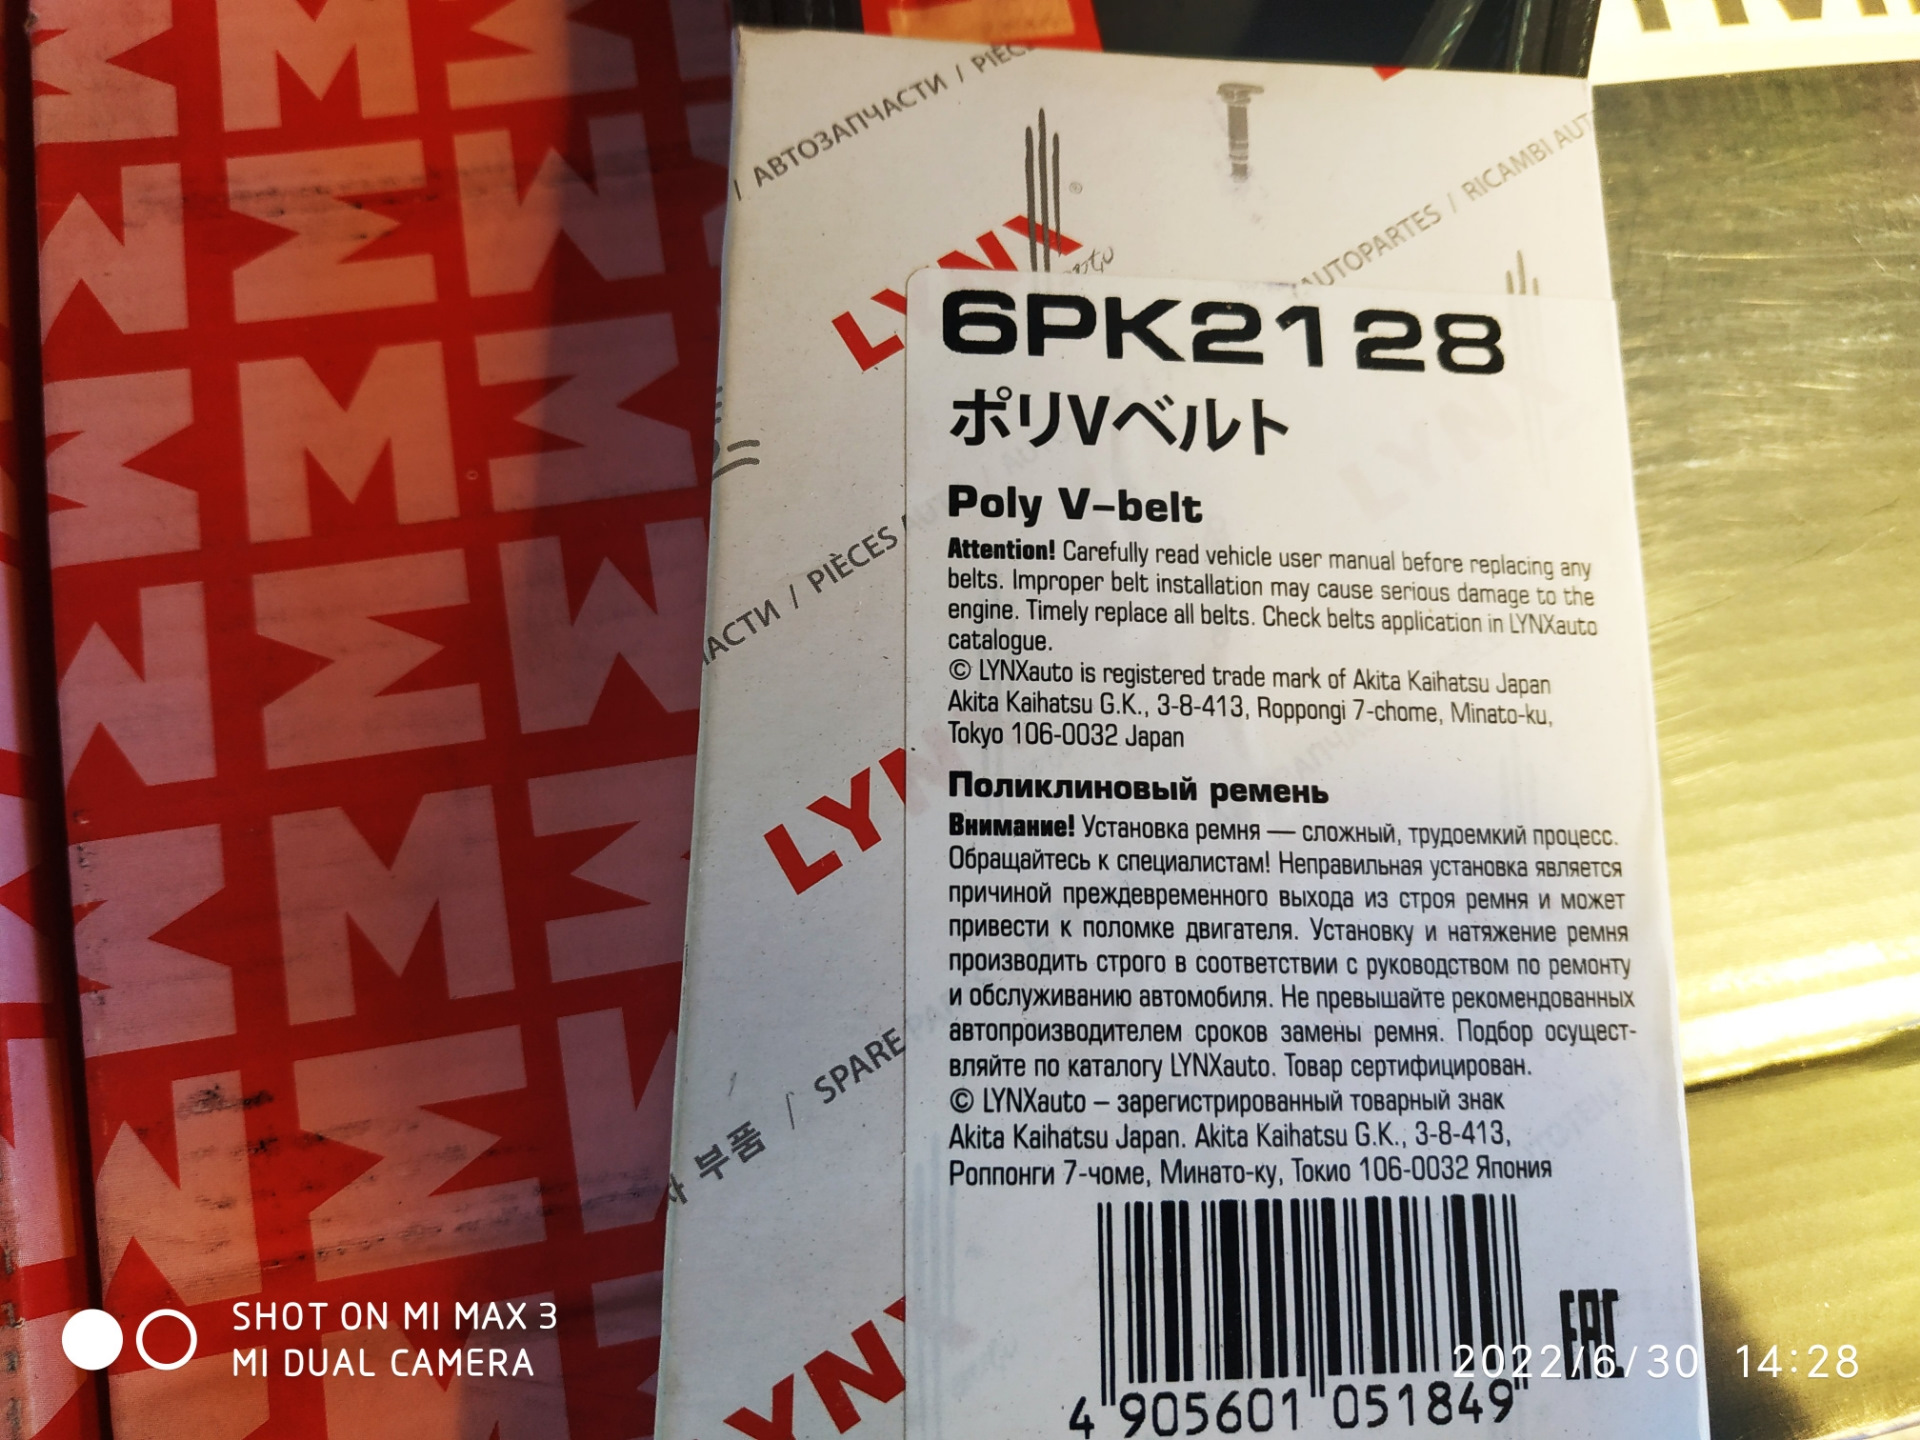 / АВТОЗАПЧАСТИ / PIÈC
AUTOPARTES / RICAMBI AUT
LYNX
®
auto
6PK2128
ポリVベルト
Poly V-belt
Attention! Carefully read vehicle user manual before replacing any
belts. Improper belt installation may cause serious damage to the
engine. Timely replace all belts. Check belts application in LYNXauto
catalogue.
© LYNXauto is registered trade mark of Akita Kaihatsu Japan
Akita Kaihatsu G.K., 3-8-413, Roppongi 7-chome, Minato-ku,
Tokyo 106-0032 Japan
АСТИ / PIÈCES
LYN
Поликлиновый ремень
Внимание! Установка ремня — сложный, трудоемкий процесс.
Обращайтесь к специалистам! Неправильная установка является
причиной преждевременного выхода из строя ремня и может
привести к поломке двигателя. Установку и натяжение ремня
производить строго в соответствии с руководством по ремонту
и обслуживанию автомобиля. Не превышайте рекомендованных
автопроизводителем сроков замены ремня. Подбор осущест-
вляйте по каталогу LYNXauto. Товар сертифицирован.
© LYNXauto – зарегистрированный товарный знак
Akita Kaihatsu Japan. Akita Kaihatsu G.K., 3-8-413,
Роппонги 7-чоме, Минато-ку, Токио 106-0032 Япония
부품 / SPARE
LYNX
EAC
4 905601 051849
SHOT ON MI MAX 3
MI DUAL CAMERA
2022/6/30 14:28